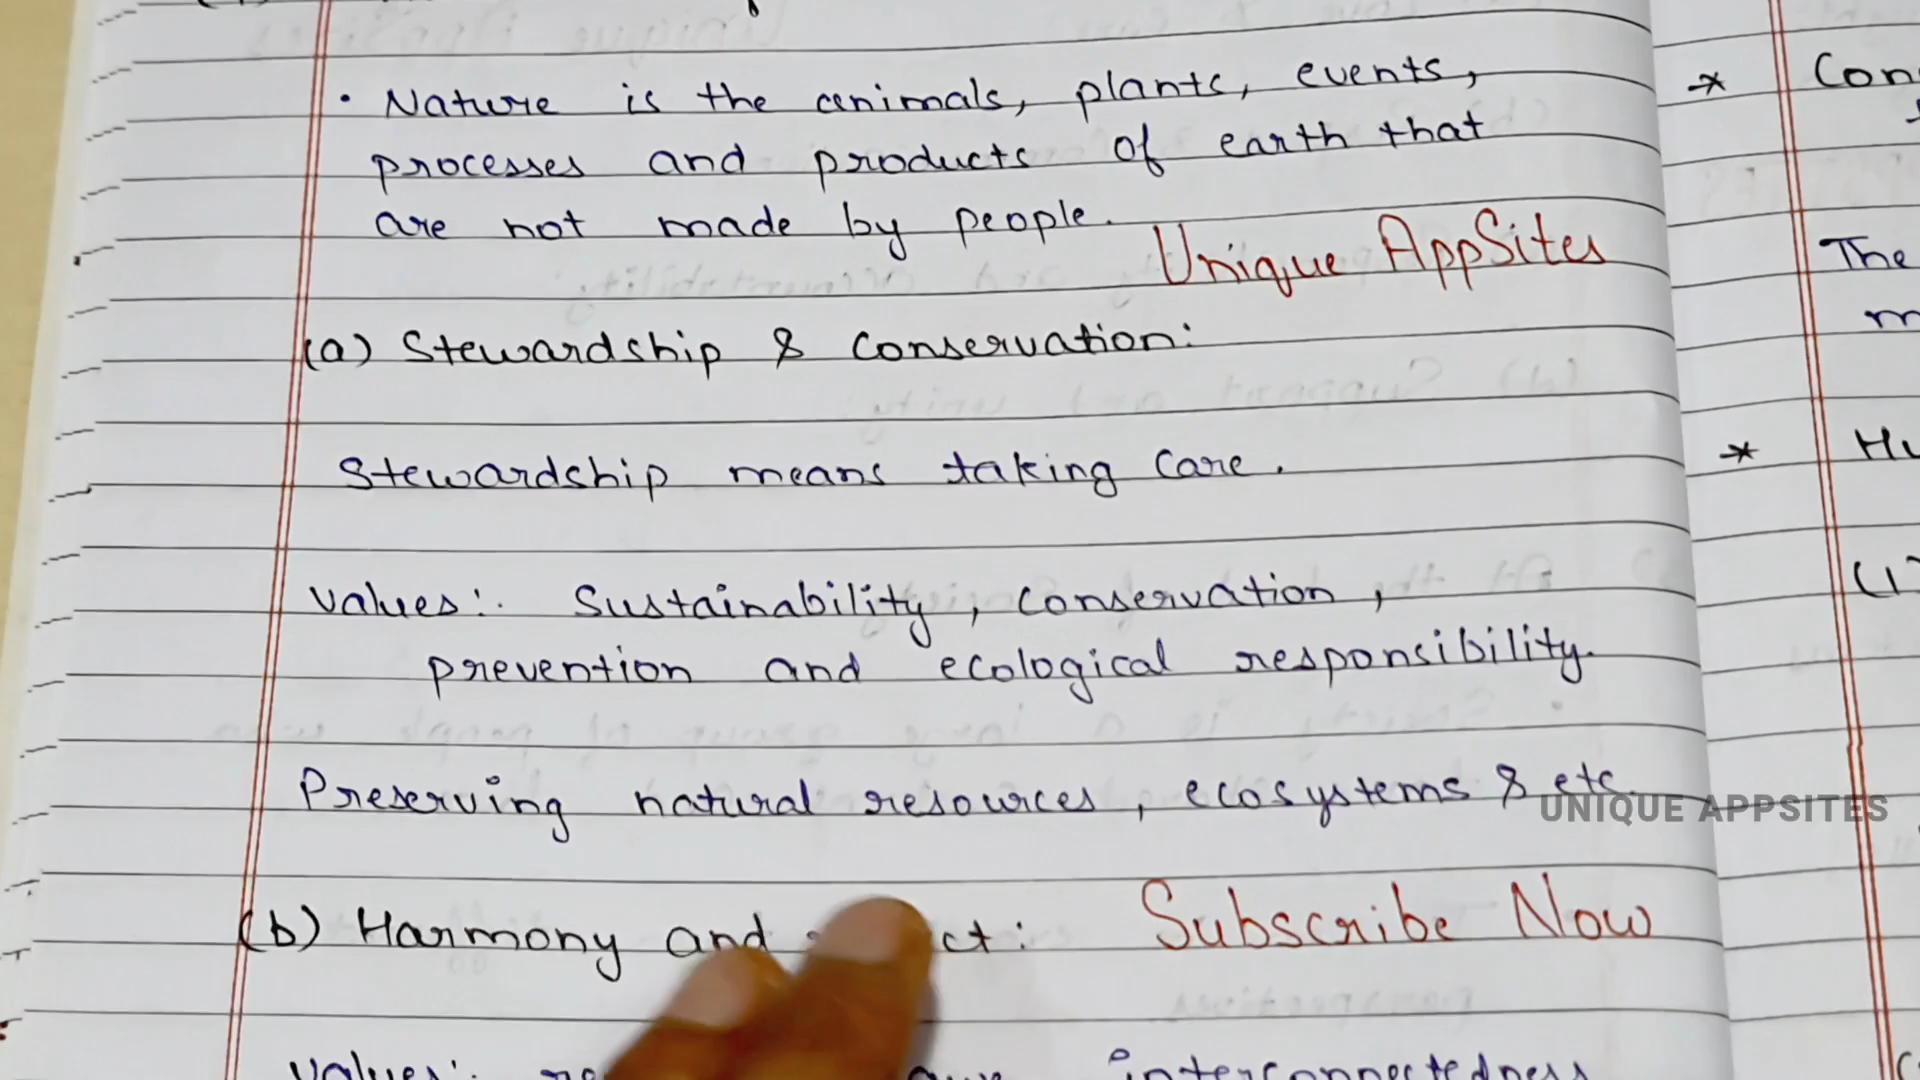 • Nature is the animals, plants, events,
processes and products of earth that
are not made by people.
Unique AppSites
(a) Stewardship & Conservation:
Stewardship means taking care.
values:. Sustainability, conservation,
prevention and ecological responsibility.
Preserving natural resources, ecosystems & etc.
UNIQUE APPSITES
(b) Harmony and
Subscribe Now
values:. interconnectedness
*
The
*